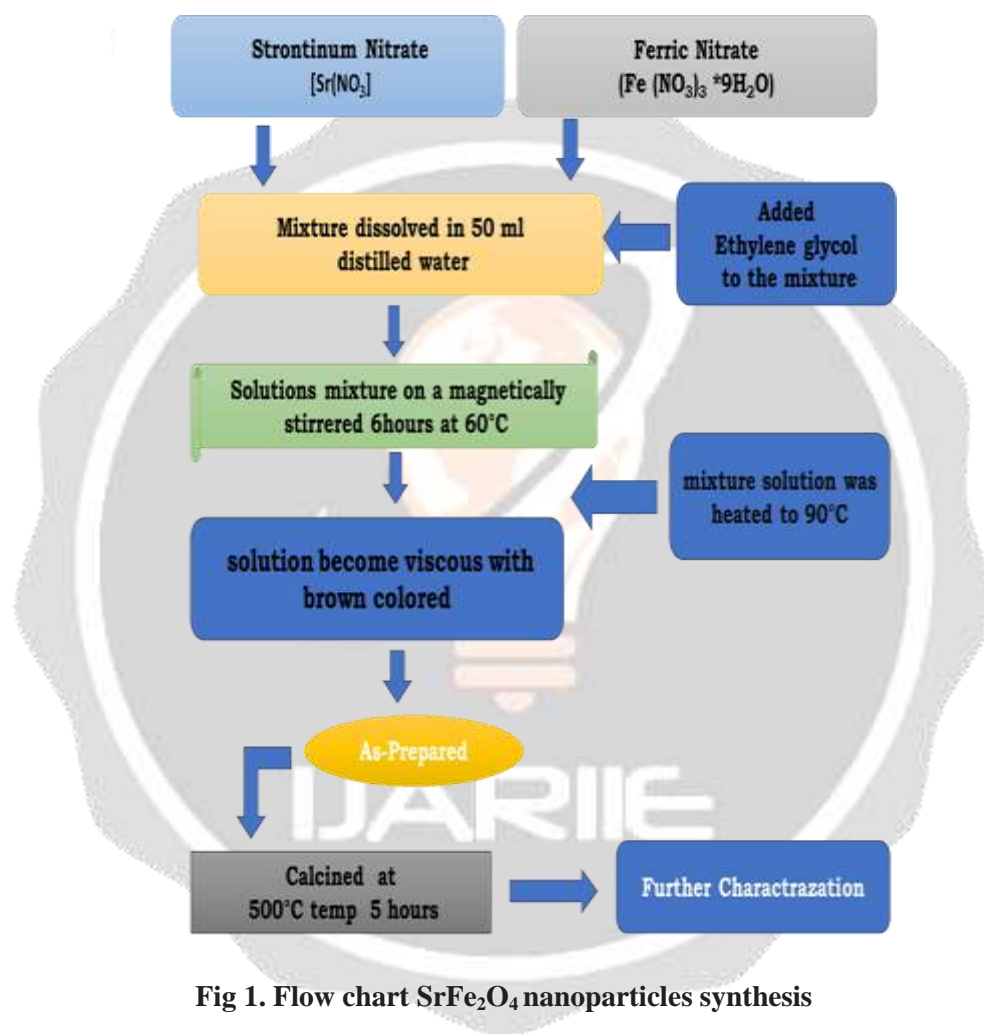 Strontinum Nitrate
[Sr(NO₃]
Ferric Nitrate
(Fe (NO₃)₃ *9H₂O)
Mixture dissolved in 50 ml
distilled water
Added
Ethylene glycol
to the mixture
Solutions mixture on a magnetically
stirrered 6hours at 60°C
mixture solution was
heated to 90°C
solution become viscous with
brown colored
As-Prepared
IJARIIE
Calcined at
500°C temp 5 hours
Further Charactrazation
Fig 1. Flow chart SrFe₂O₄ nanoparticles synthesis